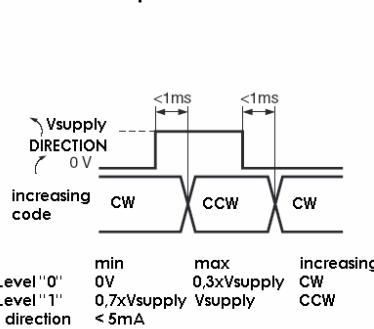 <1ms <1ms
Vsupply
DIRECTION
0 V
increasing code
CW CCW CW
min max increasing
Level "0" 0V 0,3xVsupply CW
Level "1" 0,7xVsupply Vsupply CCW
direction < 5mA